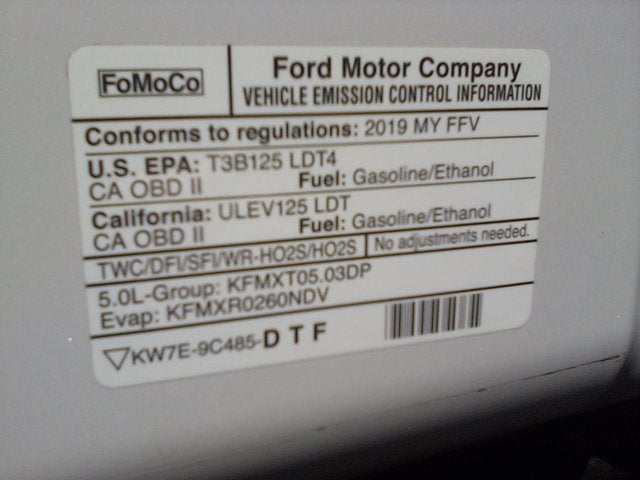 FoMoCo
Ford Motor Company
VEHICLE EMISSION CONTROL INFORMATION
Conforms to regulations: 2019 MY FFV
U.S. EPA: T3B125 LDT4
CA OBD II Fuel: Gasoline/Ethanol
California: ULEV125 LDT
CA OBD II Fuel: Gasoline/Ethanol
TWC/DFI/SFI/WR-HO2S/HO2S No adjustments needed.
5.0L-Group: KFMXT05.03DP
Evap: KFMXR0260NDV
KW7E-9C485-DTF